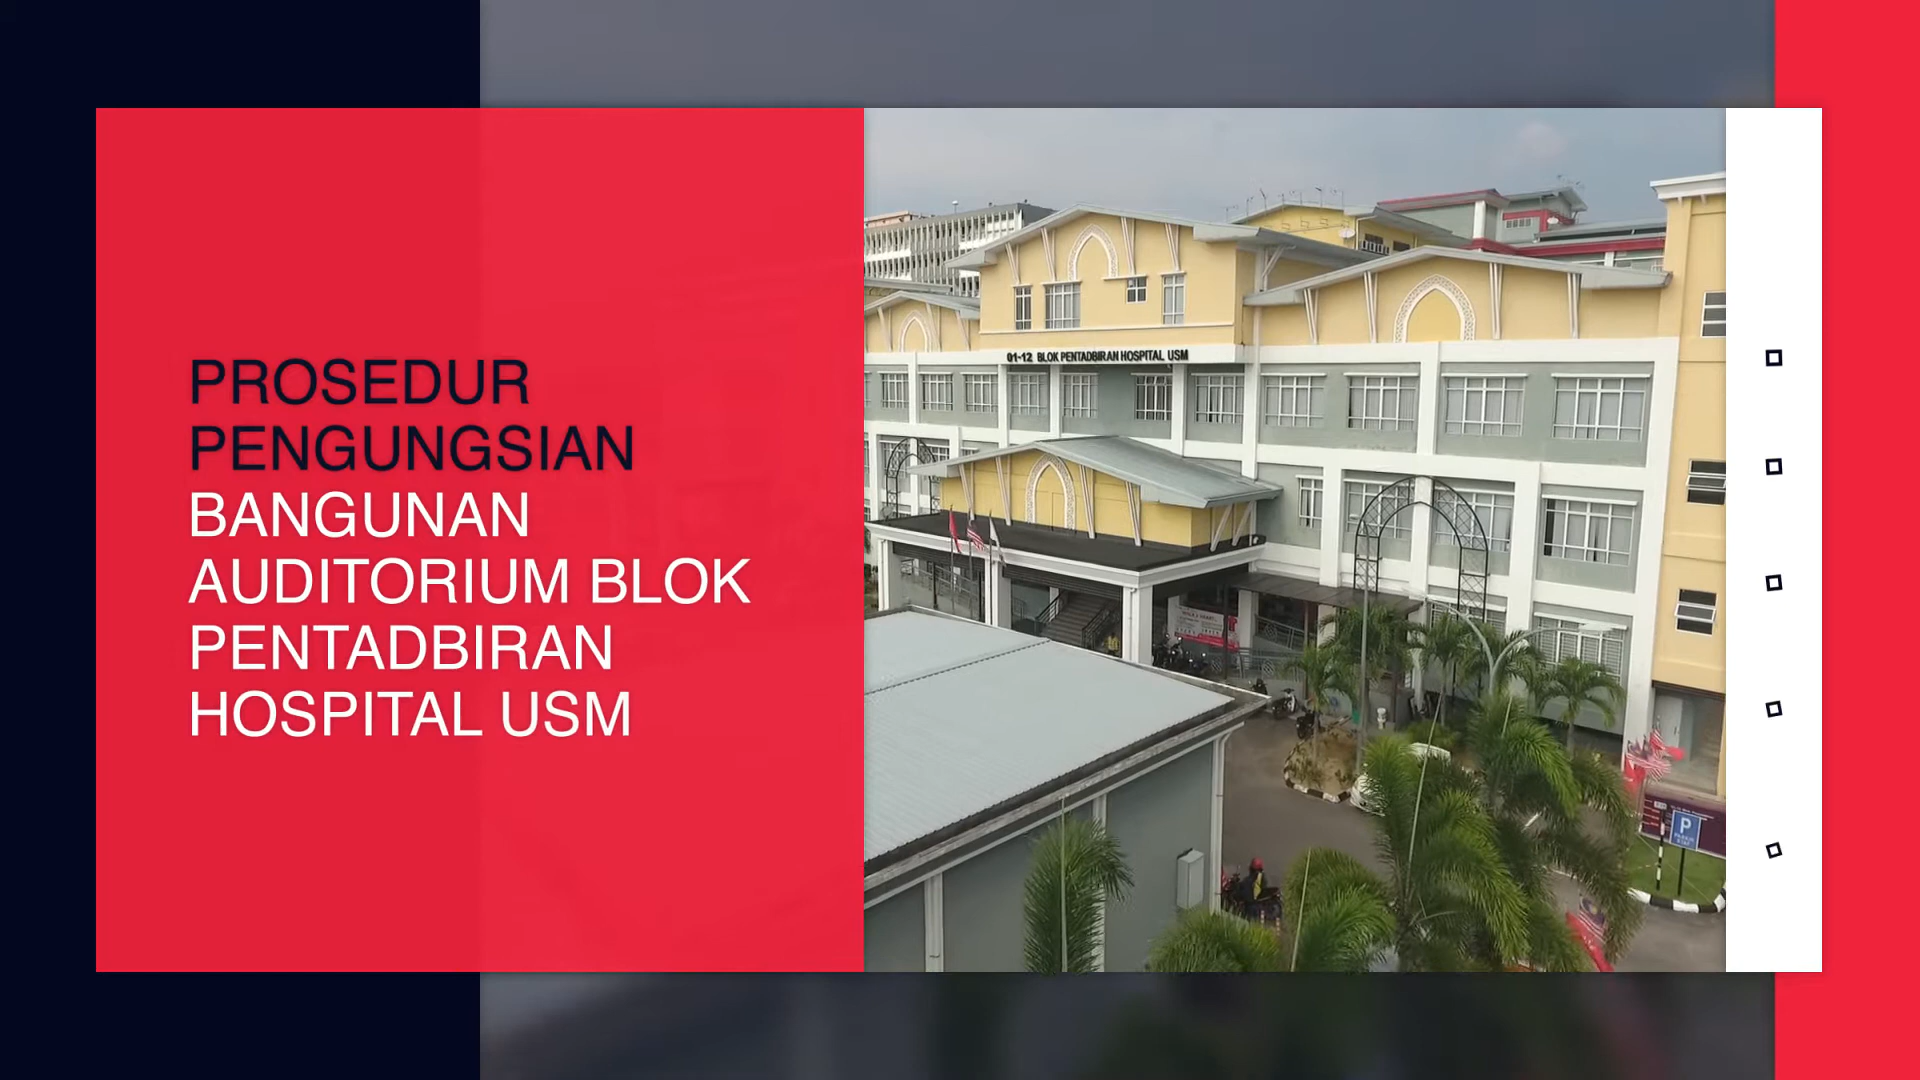 PROSEDUR
PENGUNGSIAN
BANGUNAN
AUDITORIUM BLOK
PENTADBIRAN
HOSPITAL USM
01-12 BLOK PENTADBIRAN HOSPITAL USM
P